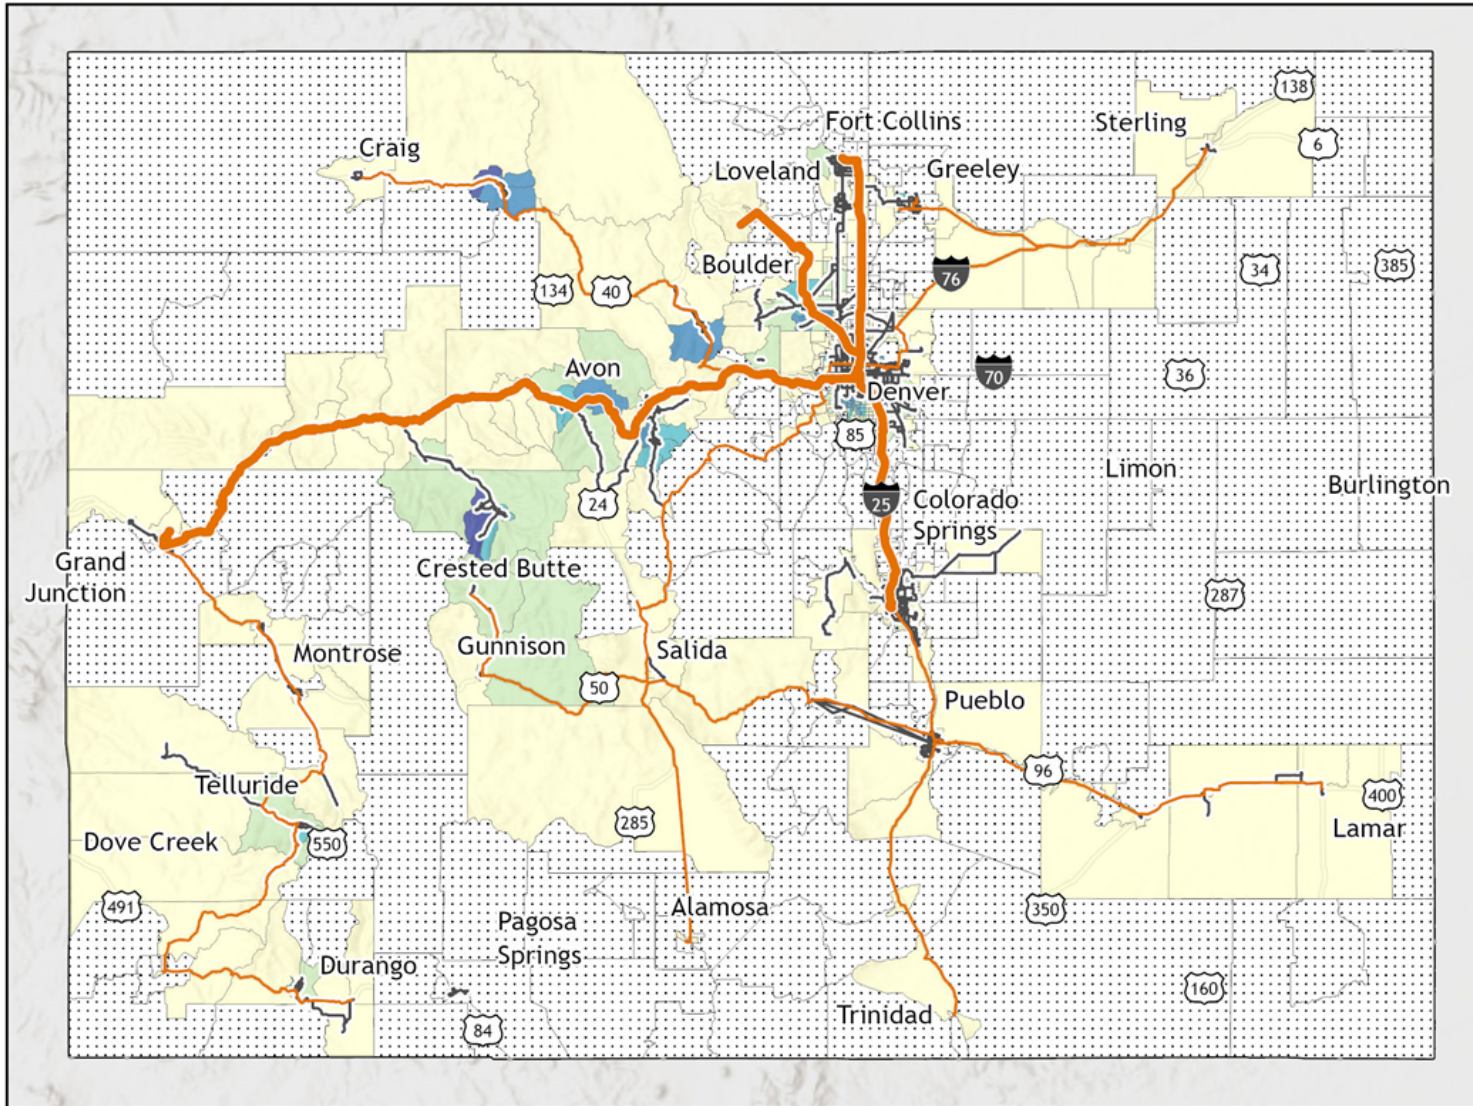 138
Fort Collins
Sterling
6
Craig
Loveland
Greeley
Boulder
76
34
385
134
40
Avon
70
36
Denver
85
Limon
Burlington
24
25
Colorado
Springs
Grand
Junction
Crested Butte
287
Montrose
Gunnison
Salida
50
Pueblo
96
Telluride
400
Lamar
285
Dove Creek
550
491
Alamosa
350
Pagosa
Springs
Durango
160
Trinidad
84